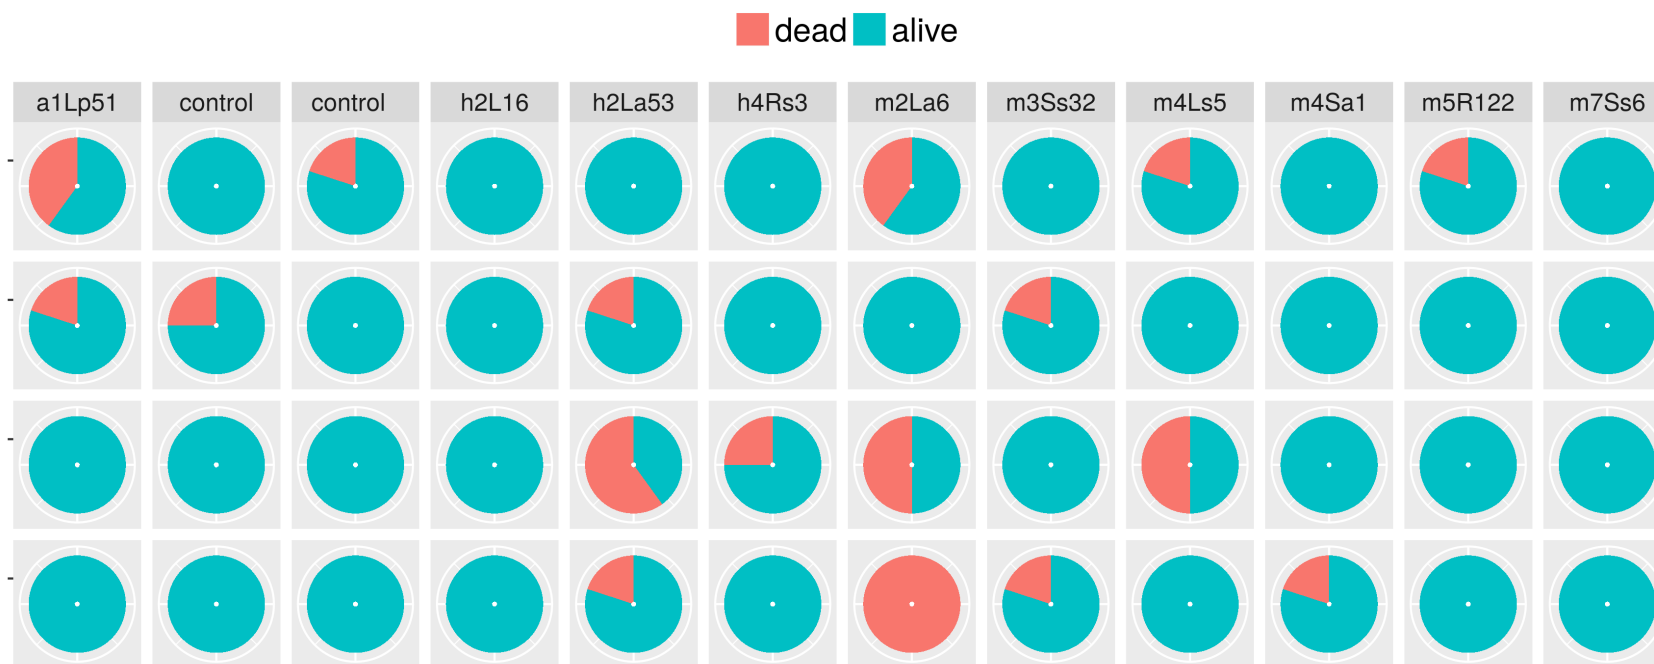 dead alive
a1Lp51 control control h2L16 h2La53 h4Rs3 m2La6 m3Ss32 m4Ls5 m4Sa1 m5R122 m7Ss6